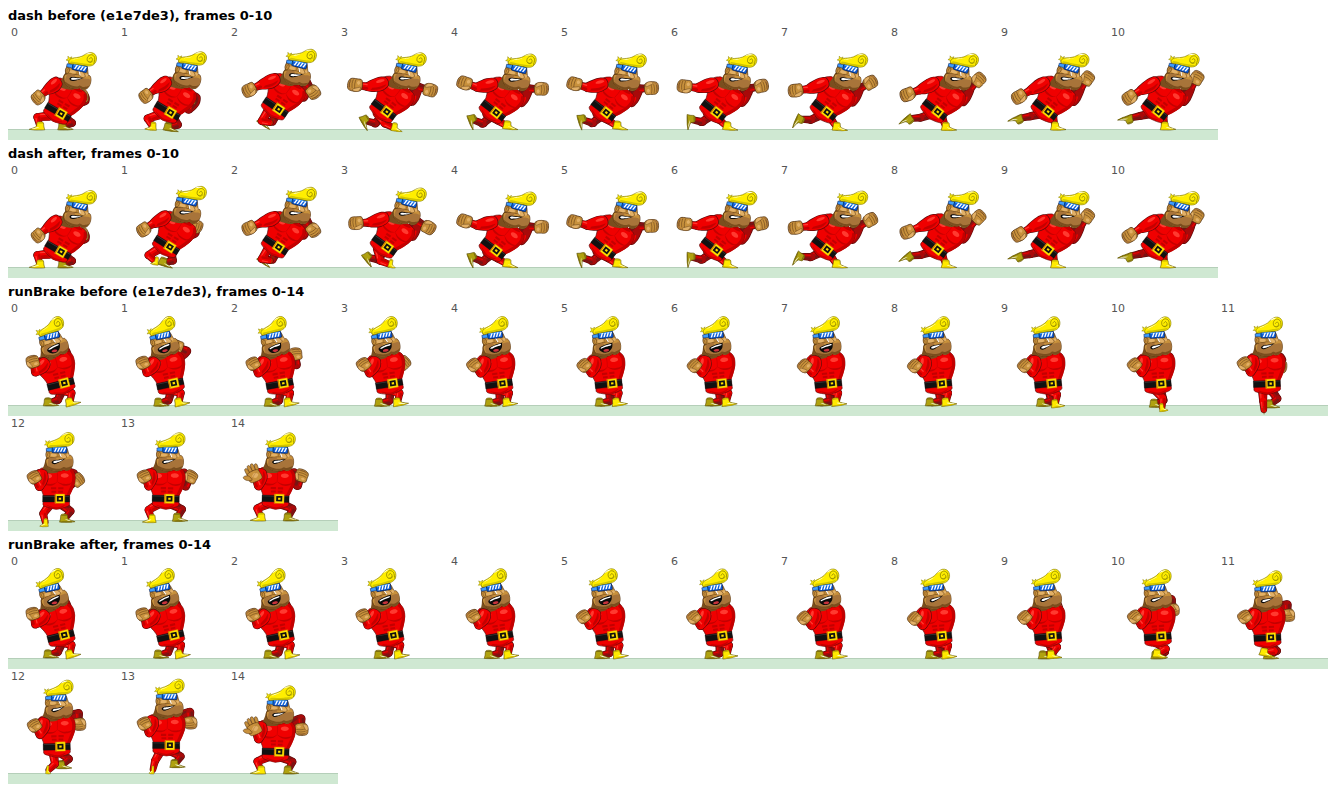 dash before (e1e7de3), frames 0-10
0 1 2 3 4 5 6 7 8 9 10
dash after, frames 0-10
0 1 2 3 4 5 6 7 8 9 10
runBrake before (e1e7de3), frames 0-14
0 1 2 3 4 5 6 7 8 9 10 11
12 13 14
runBrake after, frames 0-14
0 1 2 3 4 5 6 7 8 9 10 11
12 13 14